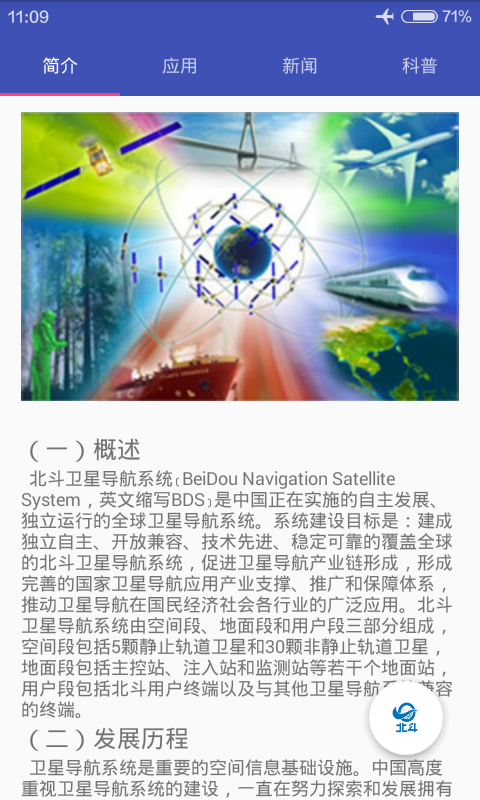 11:09
71%
简介
应用
新闻
科普
（一）概述
北斗卫星导航系统﹝BeiDou Navigation Satellite
System，英文缩写BDS﹞是中国正在实施的自主发展、
独立运行的全球卫星导航系统。系统建设目标是：建成
独立自主、开放兼容、技术先进、稳定可靠的覆盖全球
的北斗卫星导航系统，促进卫星导航产业链形成，形成
完善的国家卫星导航应用产业支撑、推广和保障体系，
推动卫星导航在国民经济社会各行业的广泛应用。北斗
卫星导航系统由空间段、地面段和用户段三部分组成，
空间段包括5颗静止轨道卫星和30颗非静止轨道卫星，
地面段包括主控站、注入站和监测站等若干个地面站，
用户段包括北斗用户终端以及与其他卫星导航系统兼容
的终端。
北斗
（二）发展历程
卫星导航系统是重要的空间信息基础设施。中国高度
重视卫星导航系统的建设，一直在努力探索和发展拥有